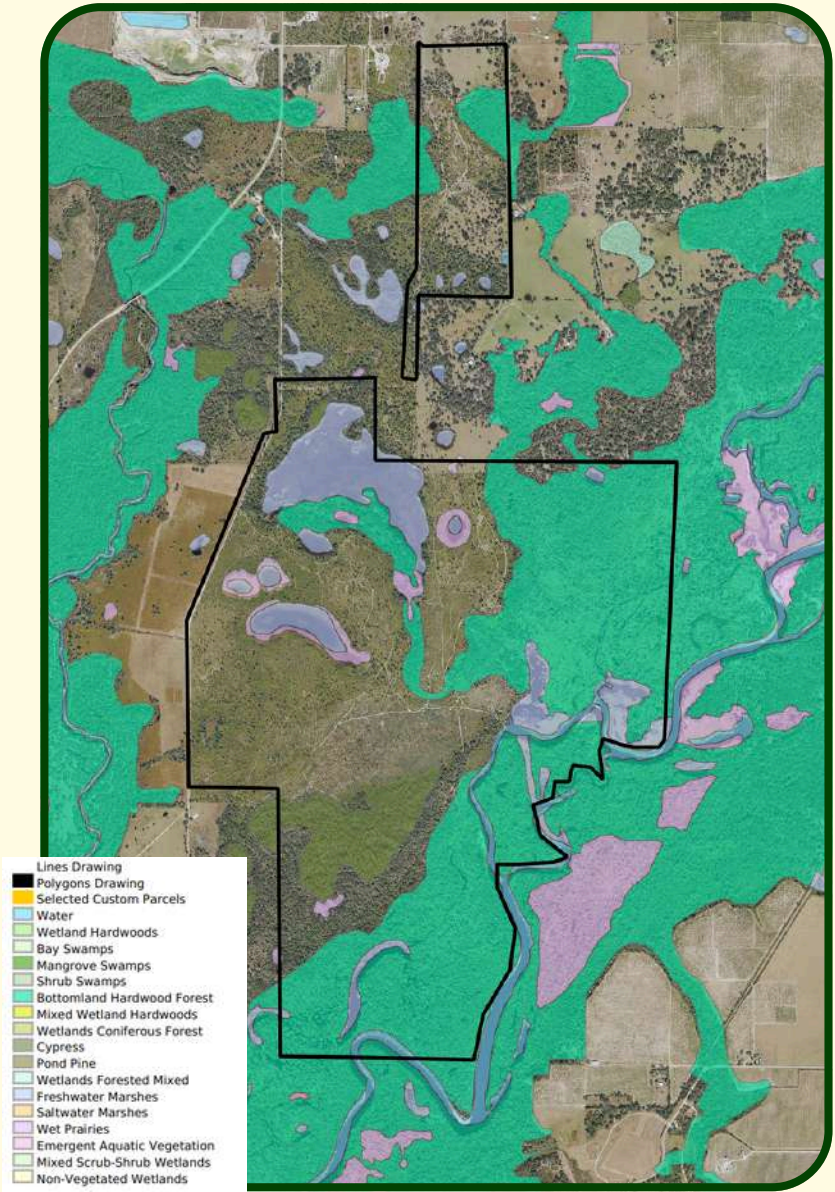 Lines Drawing
Polygons Drawing
Selected Custom Parcels
Water
Wetland Hardwoods
Bay Swamps
Mangrove Swamps
Shrub Swamps
Bottomland Hardwood Forest
Mixed Wetland Hardwoods
Wetlands Coniferous Forest
Cypress
Pond Pine
Wetlands Forested Mixed
Freshwater Marshes
Saltwater Marshes
Wet Prairies
Emergent Aquatic Vegetation
Mixed Scrub-Shrub Wetlands
Non-Vegetated Wetlands